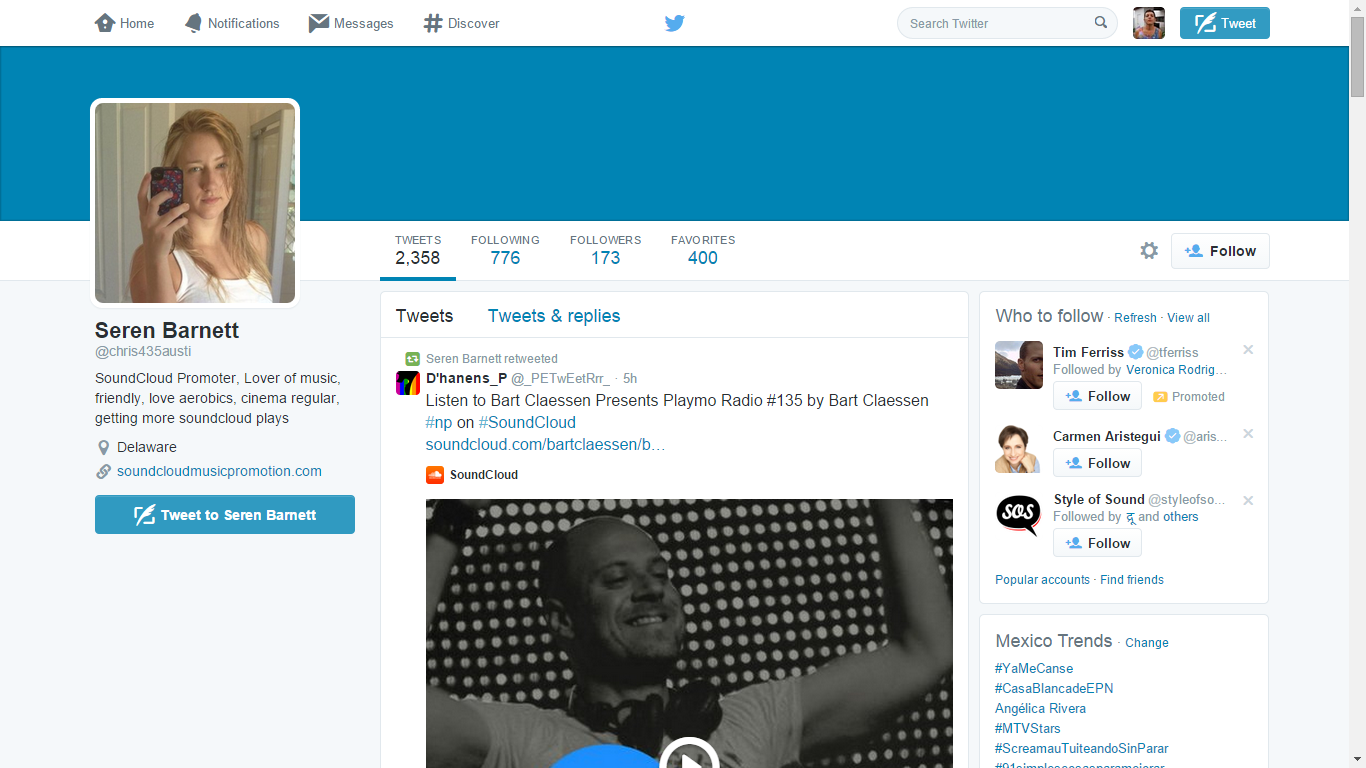 Home
Notifications
Messages
Discover
Search Twitter
Tweet
TWEETS
2,358
FOLLOWING
776
FOLLOWERS
173
FAVORITES
400
Follow
Seren Barnett
@chris435austi
SoundCloud Promoter, Lover of music,
friendly, love aerobics, cinema regular,
getting more soundcloud plays
Delaware
soundcloudmusicpromotion.com
Tweet to Seren Barnett
Tweets
Tweets & replies
Seren Barnett retweeted
D'hanens_P @_PETwEetRrr_ · 5h
Listen to Bart Claessen Presents Playmo Radio #135 by Bart Claessen
#np on #SoundCloud
soundcloud.com/bartclaessen/b…
SoundCloud
Who to follow · Refresh · View all
Tim Ferriss @tferriss
Followed by Veronica Rodrig...
Follow
Promoted
Carmen Aristegui @aris...
Follow
Style of Sound @styleofso...
SOS
Followed by दू and others
Follow
Popular accounts · Find friends
Mexico Trends · Change
#YaMeCanse
#CasaBlancadeEPN
Angélica Rivera
#MTVStars
#ScreamauTuiteandoSinParar